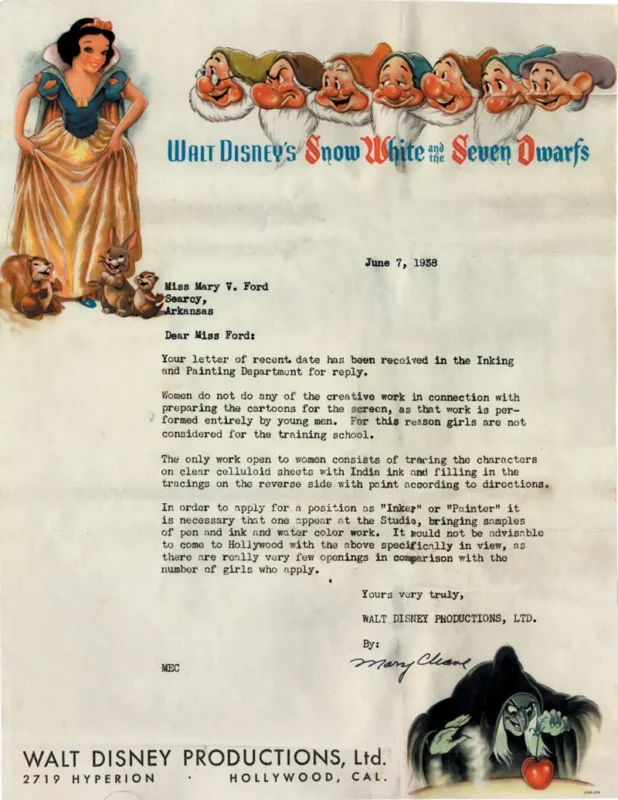 WALT DISNEY'S Snow White and the Seven Dwarfs
June 7, 1938
Miss Mary V. Ford
Searcy,
Arkansas
Dear Miss Ford:
Your letter of recent date has been received in the Inking
and Painting Department for reply.
Women do not do any of the creative work in connection with
preparing the cartoons for the screen, as that work is per-
formed entirely by young men. For this reason girls are not
considered for the training school.
The only work open to women consists of tracing the characters
on clear celluloid sheets with India ink and filling in the
tracings on the reverse side with paint according to directions.
In order to apply for a position as "Inker" or "Painter" it
is necessary that one appear at the Studio, bringing samples
of pen and ink and water color work. It would not be advisable
to come to Hollywood with the above specifically in view, as
there are really very few openings in comparison with the
number of girls who apply.
Yours very truly,
WALT DISNEY PRODUCTIONS, LTD.
By:
Mary Cleave
MEC
WALT DISNEY PRODUCTIONS, Ltd.
2719 HYPERION · HOLLYWOOD, CAL.